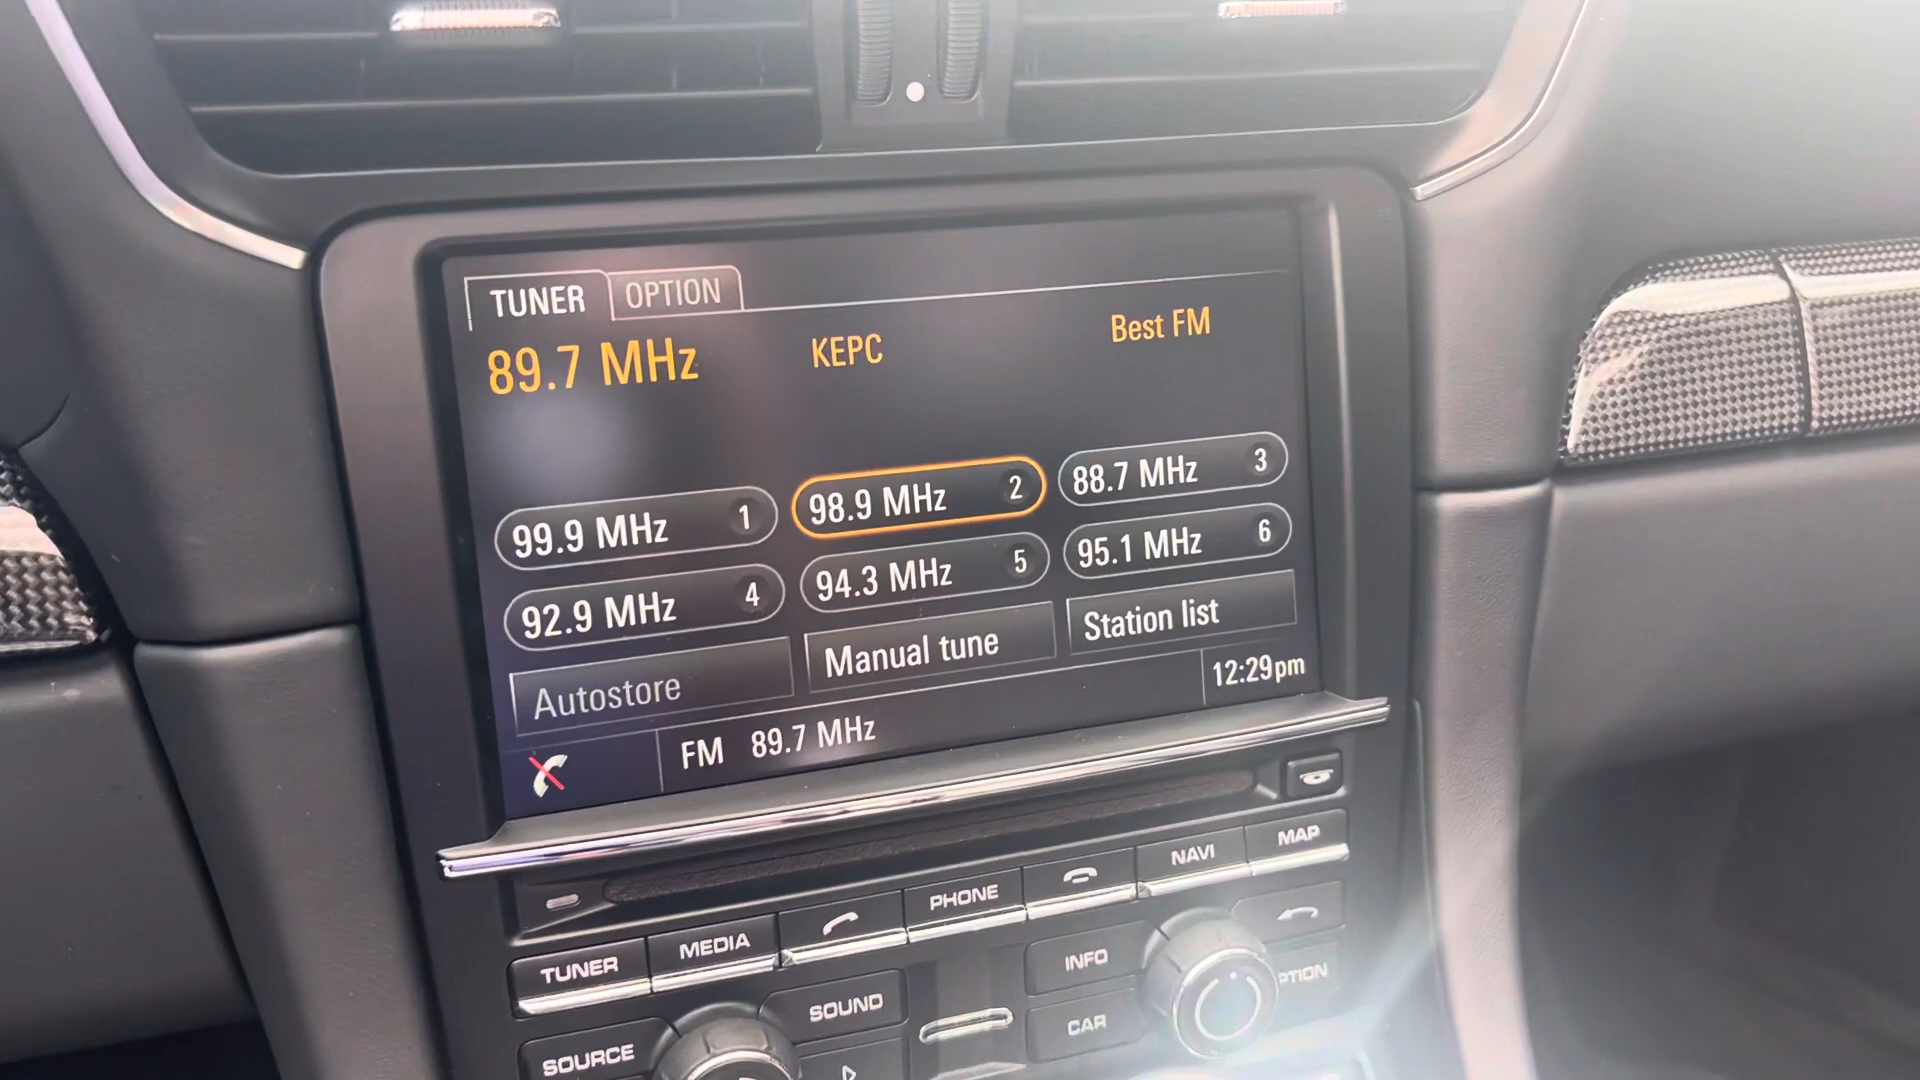 TUNER OPTION
89.7 MHz KEPC Best FM
99.9 MHz 1 98.9 MHz 2 88.7 MHz 3
92.9 MHz 4 94.3 MHz 5 95.1 MHz 6
Autostore Manual tune Station list
FM 89.7 MHz 12:29pm
TUNER MEDIA PHONE NAVI MAP
SOUND INFO
SOURCE CAR